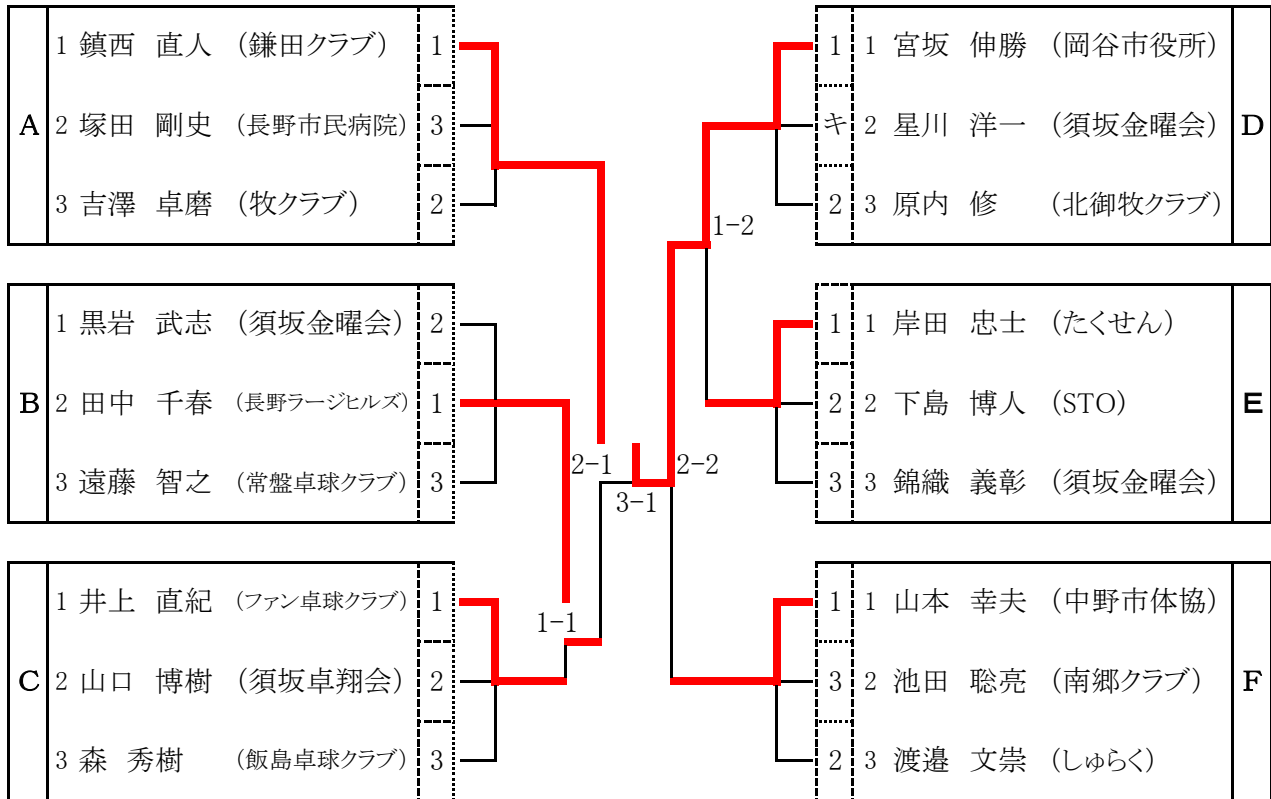 A
1 鎮西 直人 (鎌田クラブ) 1
2 塚田 剛史 (長野市民病院) 3
3 吉澤 卓磨 (牧クラブ) 2
B
1 黒岩 武志 (須坂金曜会) 2
2 田中 千春 (長野ラージヒルズ) 1
3 遠藤 智之 (常盤卓球クラブ) 3
C
1 井上 直紀 (ファン卓球クラブ) 1
2 山口 博樹 (須坂卓翔会) 2
3 森 秀樹 (飯島卓球クラブ) 3
1-2
2-1
2-2
3-1
1-1
D
1 1 宮坂 伸勝 (岡谷市役所)
キ 2 星川 洋一 (須坂金曜会)
2 3 原内 修 (北御牧クラブ)
E
1 1 岸田 忠士 (たくせん)
2 2 下島 博人 (STO)
3 3 錦織 義彰 (須坂金曜会)
F
1 1 山本 幸夫 (中野市体協)
3 2 池田 聡亮 (南郷クラブ)
2 3 渡邉 文崇 (しゅらく)